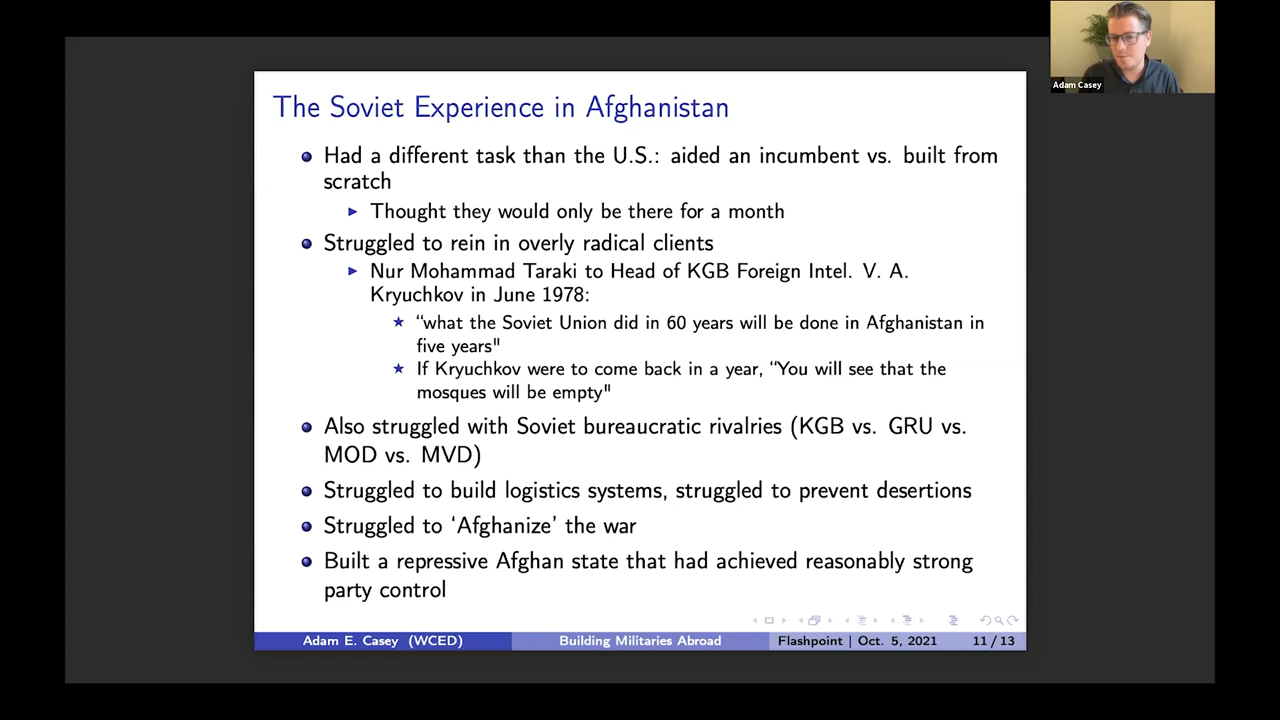 Adam Casey
The Soviet Experience in Afghanistan
Had a different task than the U.S.: aided an incumbent vs. built from
scratch
Thought they would only be there for a month
Struggled to rein in overly radical clients
Nur Mohammad Taraki to Head of KGB Foreign Intel. V. A.
Kryuchkov in June 1978:
“what the Soviet Union did in 60 years will be done in Afghanistan in
five years"
If Kryuchkov were to come back in a year, “You will see that the
mosques will be empty"
Also struggled with Soviet bureaucratic rivalries (KGB vs. GRU vs.
MOD vs. MVD)
Struggled to build logistics systems, struggled to prevent desertions
Struggled to ‘Afghanize’ the war
Built a repressive Afghan state that had achieved reasonably strong
party control
Adam E. Casey (WCED) Building Militaries Abroad Flashpoint | Oct. 5, 2021 11 / 13